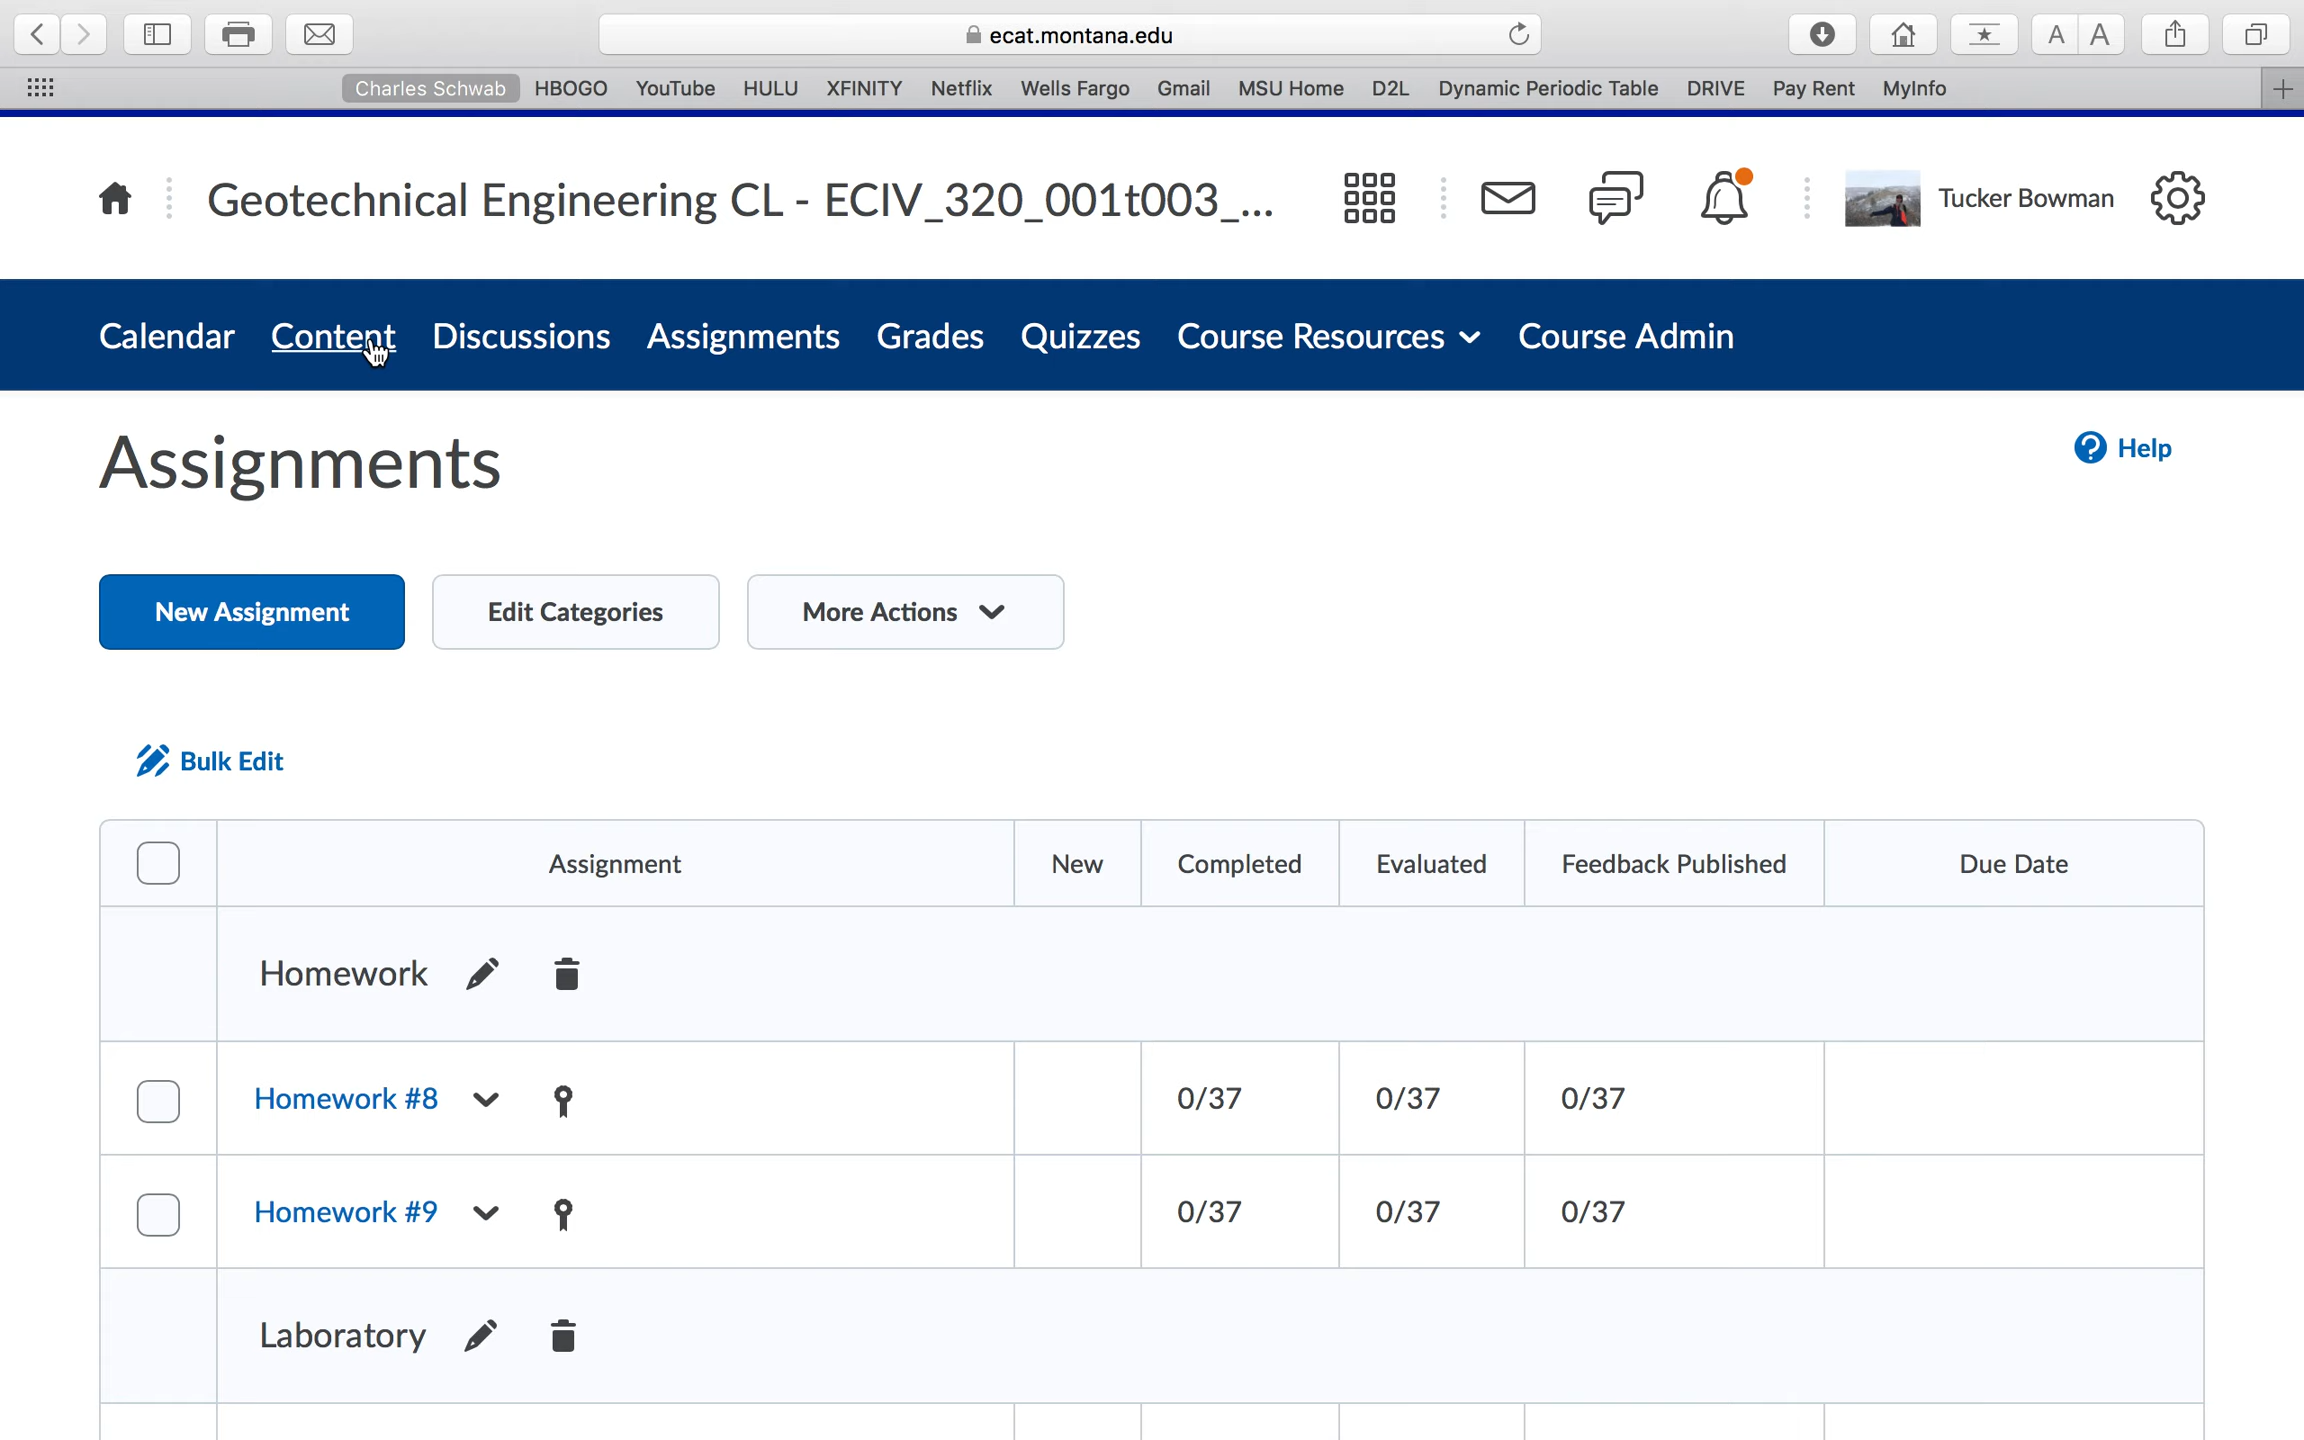 ecat.montana.edu
A A
Charles Schwab HBOGO YouTube HULU XFINITY Netflix Wells Fargo Gmail MSU Home D2L Dynamic Periodic Table DRIVE Pay Rent MyInfo
Geotechnical Engineering CL - ECIV_320_001t003_... Tucker Bowman
Calendar Content Discussions Assignments Grades Quizzes Course Resources Course Admin
Assignments
Help
New Assignment Edit Categories More Actions
Bulk Edit
Assignment New Completed Evaluated Feedback Published Due Date
Homework
Homework #8 0/37 0/37 0/37
Homework #9 0/37 0/37 0/37
Laboratory